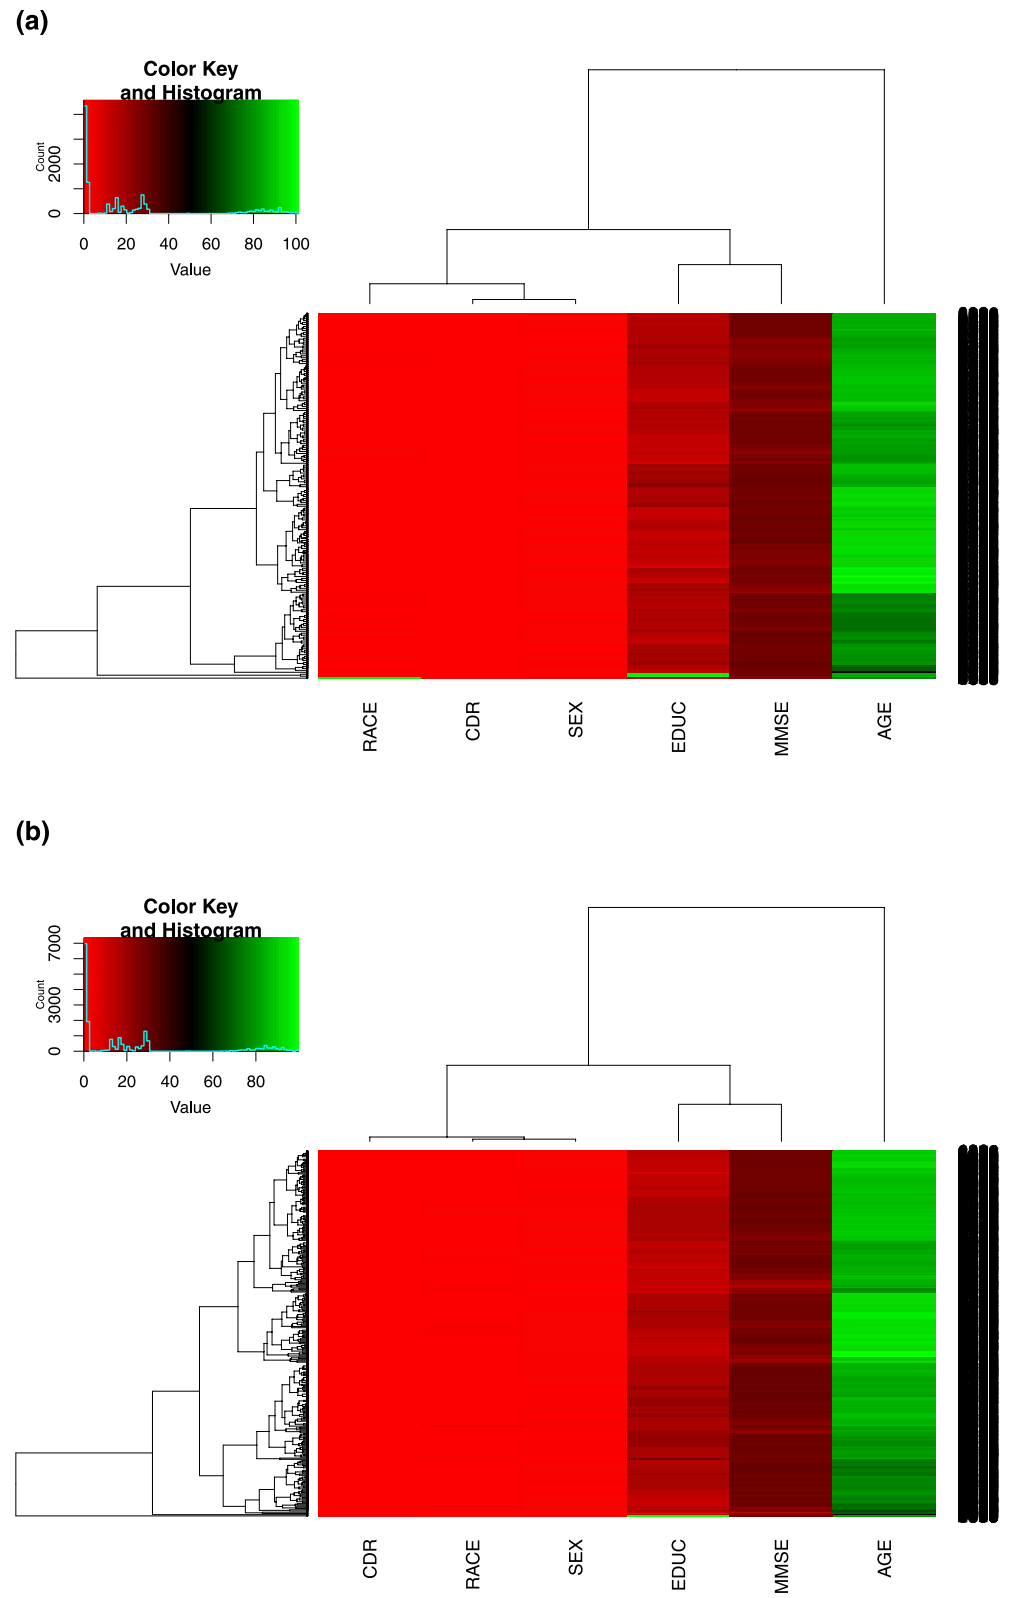 (a)
Color Key
and Histogram
Count
0 2000
0 20 40 60 80 100
Value
RACE CDR SEX EDUC MMSE AGE
(b)
Color Key
and Histogram
Count
0 3000 7000
0 20 40 60 80
Value
CDR RACE SEX EDUC MMSE AGE